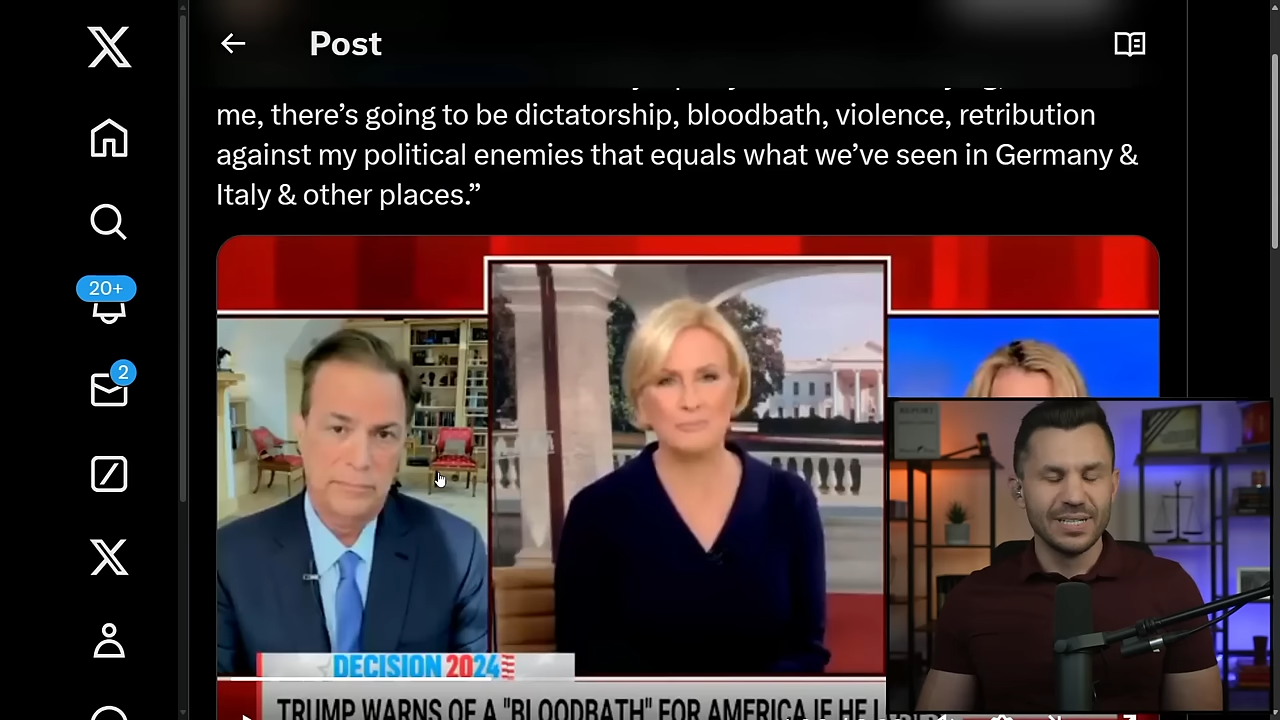 Post
me, there’s going to be dictatorship, bloodbath, violence, retribution
against my political enemies that equals what we’ve seen in Germany &
Italy & other places.”
20+
2
DECISION 2024
TRUMP WARNS OF A "BLOODBATH" FOR AMERICA IF HE
REPORT